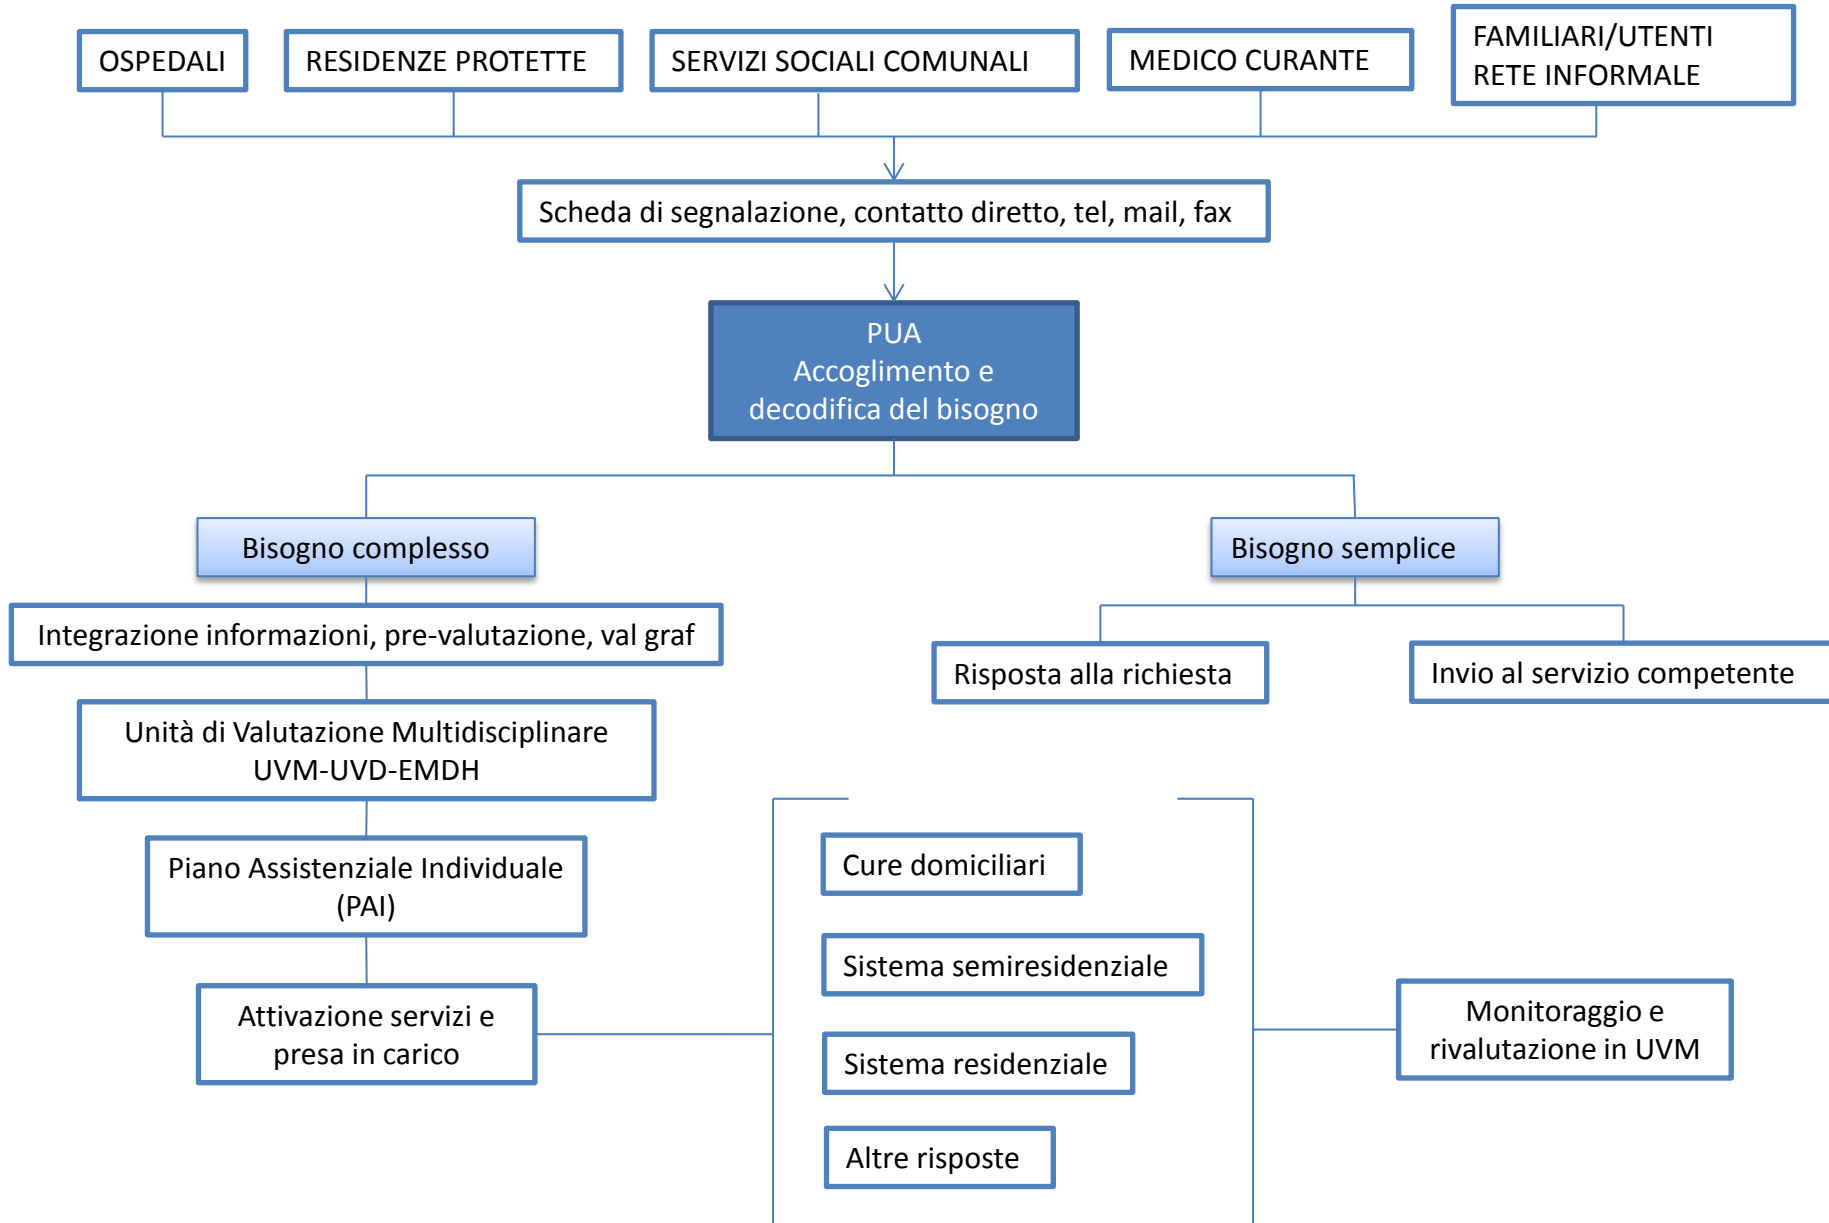 OSPEDALI
RESIDENZE PROTETTE
SERVIZI SOCIALI COMUNALI
MEDICO CURANTE
FAMILIARI/UTENTI
RETE INFORMALE
Scheda di segnalazione, contatto diretto, tel, mail, fax
PUA
Accoglimento e
decodifica del bisogno
Bisogno complesso
Bisogno semplice
Integrazione informazioni, pre-valutazione, val graf
Risposta alla richiesta
Invio al servizio competente
Unità di Valutazione Multidisciplinare
UVM-UVD-EMDH
Piano Assistenziale Individuale
(PAI)
Attivazione servizi e
presa in carico
Cure domiciliari
Sistema semiresidenziale
Sistema residenziale
Altre risposte
Monitoraggio e
rivalutazione in UVM